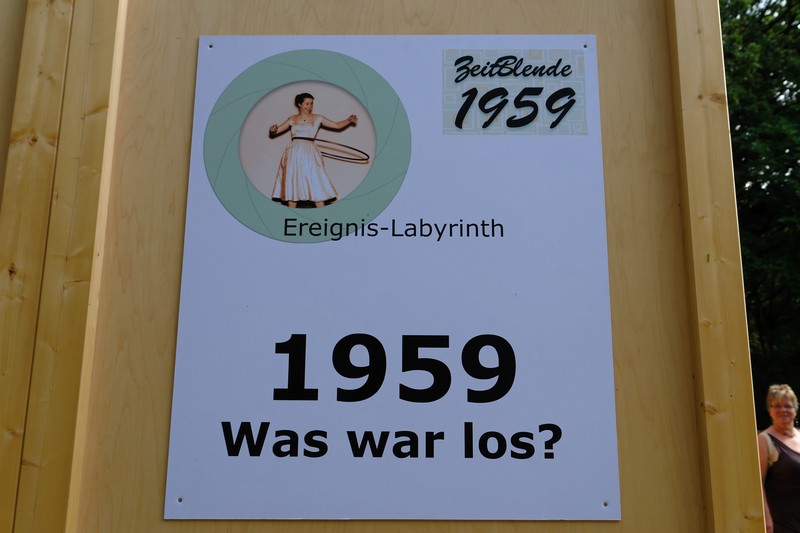 ZeitBlende
1959
Ereignis-Labyrinth
1959
Was war los?